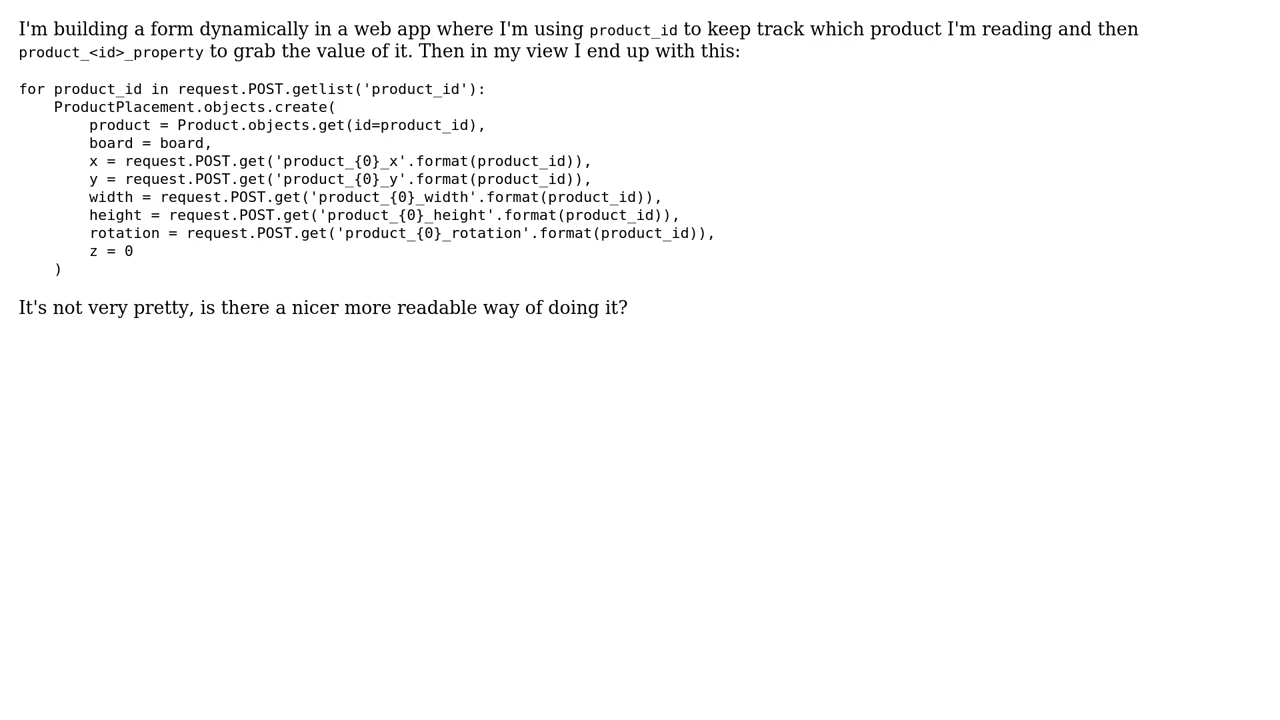 I'm building a form dynamically in a web app where I'm using product_id to keep track which product I'm reading and then
product_<id>_property to grab the value of it. Then in my view I end up with this:
for product_id in request.POST.getlist('product_id'):
    ProductPlacement.objects.create(
        product = Product.objects.get(id=product_id),
        board = board,
        x = request.POST.get('product_{0}_x'.format(product_id)),
        y = request.POST.get('product_{0}_y'.format(product_id)),
        width = request.POST.get('product_{0}_width'.format(product_id)),
        height = request.POST.get('product_{0}_height'.format(product_id)),
        rotation = request.POST.get('product_{0}_rotation'.format(product_id)),
        z = 0
    )
It's not very pretty, is there a nicer more readable way of doing it?